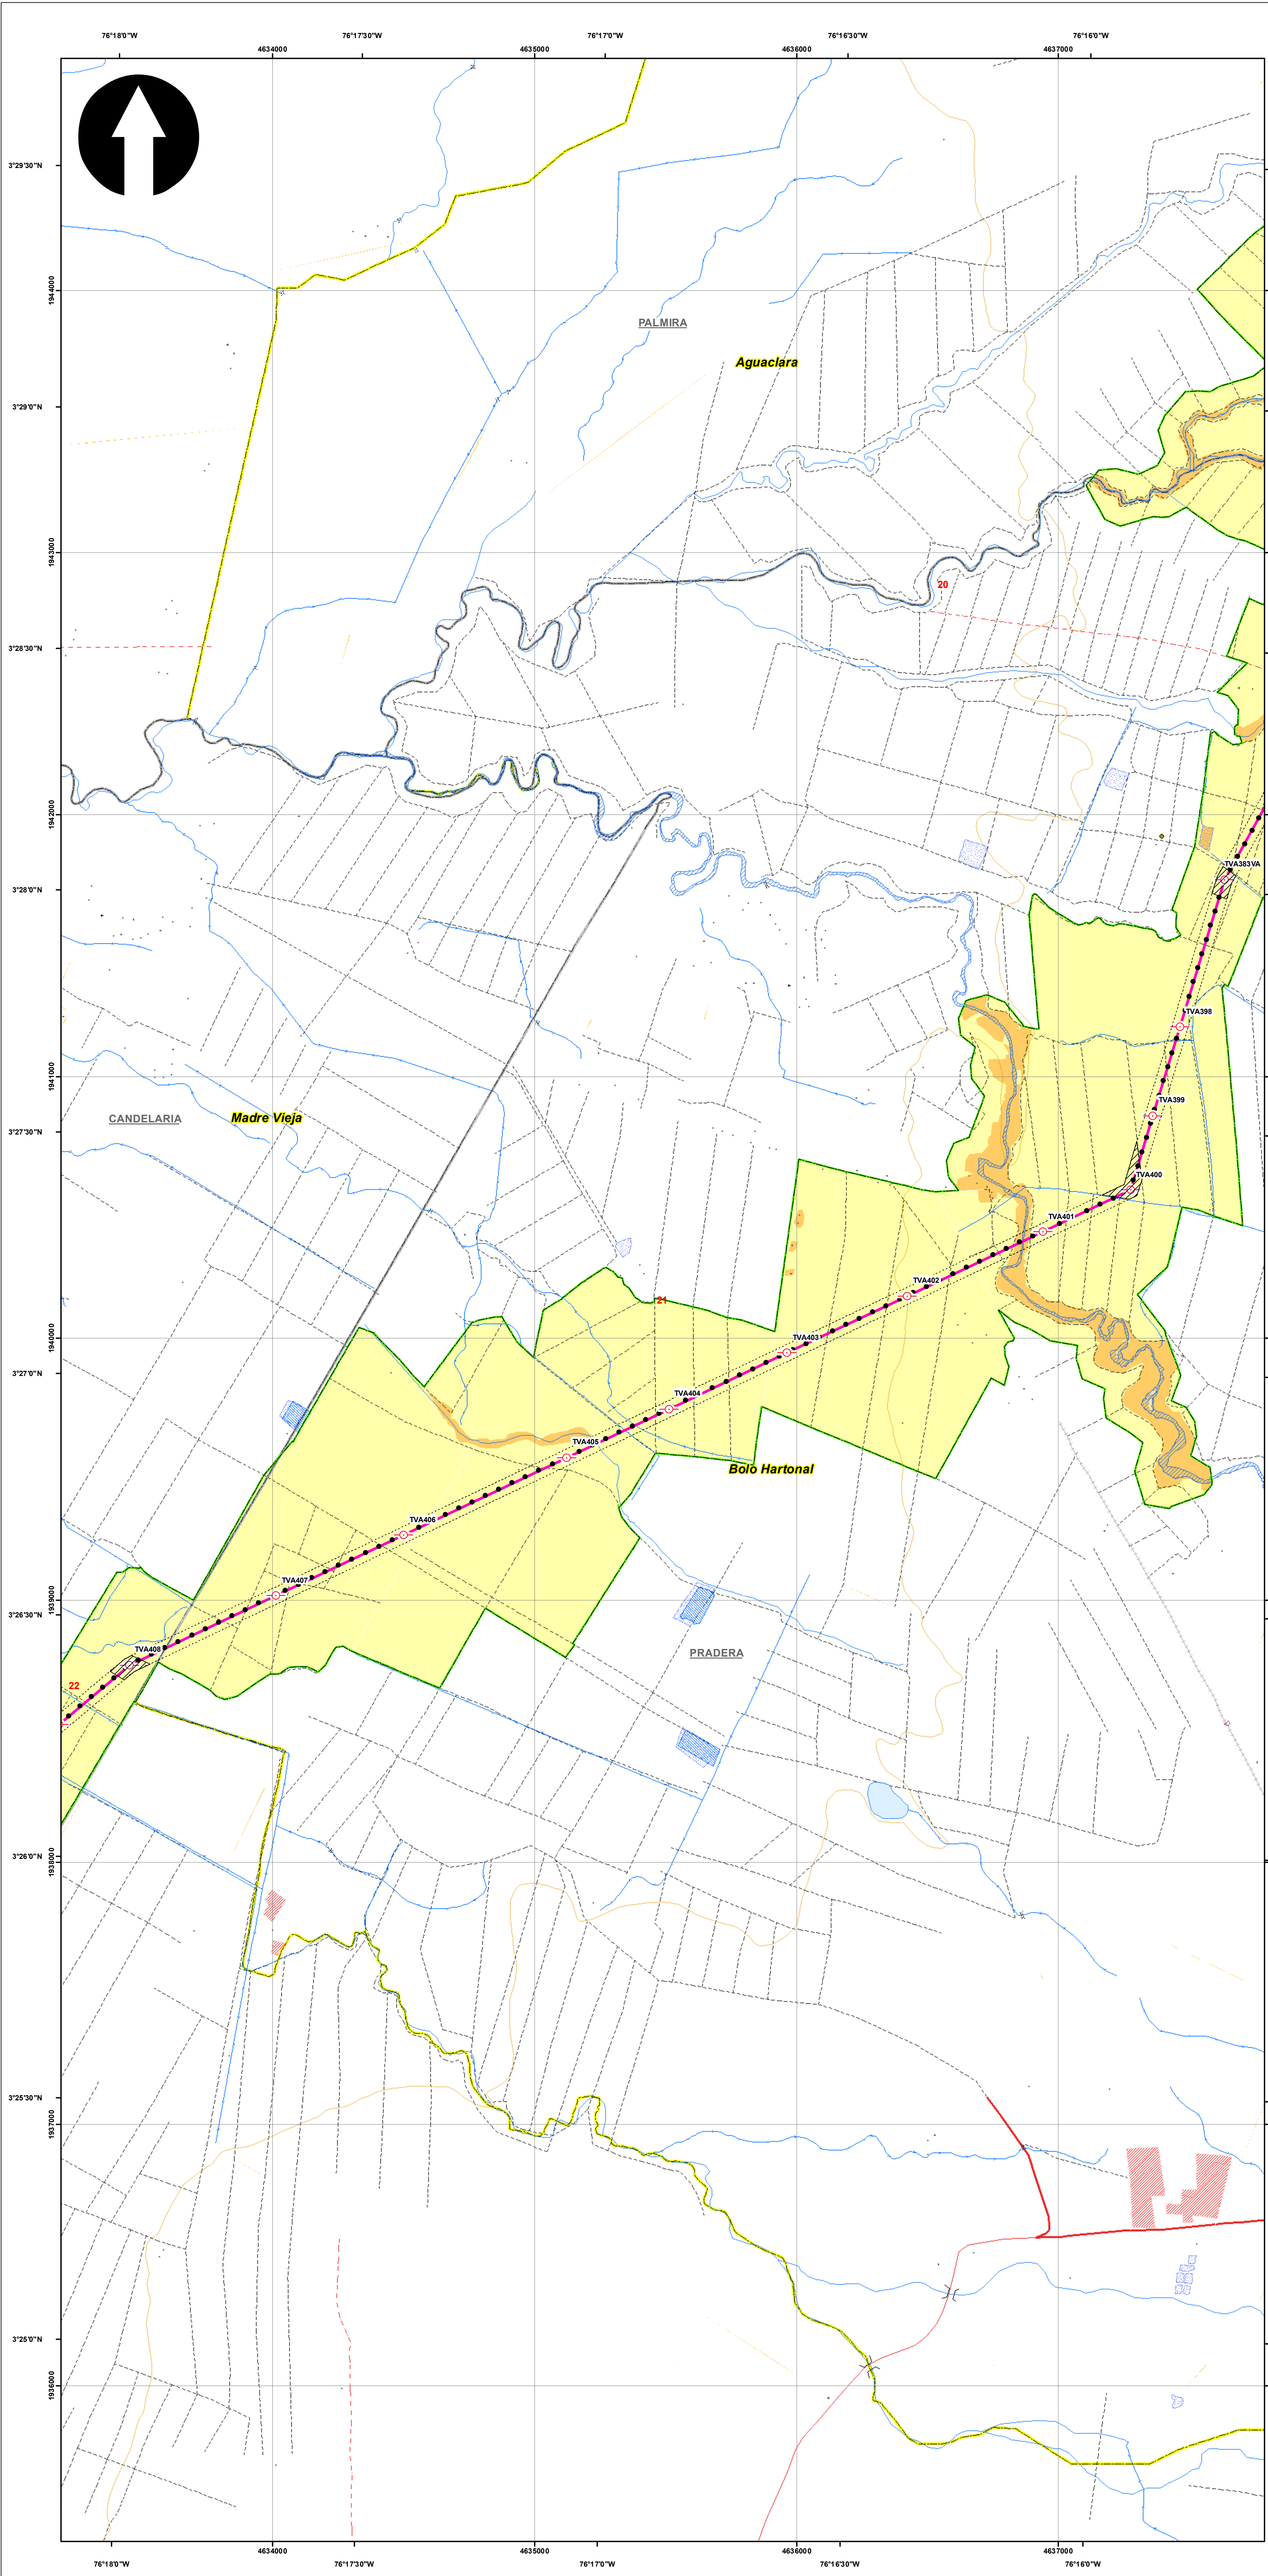 76°18'0"W
76°17'30"W
76°17'0"W
76°16'30"W
76°16'0"W
4634000
4635000
4636000
4637000
3°29'30"N
1944000
PALMIRA
Aguaclara
3°29'0"N
1943000
20
3°28'30"N
1942000
TVA383VA
3°28'0"N
TVA398
1941000
TVA399
CANDELARIA
Madre Vieja
3°27'30"N
TVA400
TVA401
TVA402
21
TVA403
1940000
3°27'0"N
TVA404
TVA405
Bolo Hartonal
TVA406
TVA407
1939000
3°26'30"N
TVA408
PRADERA
22
3°26'0"N
1938000
3°25'30"N
1937000
3°25'0"N
1936000
4634000
4635000
4636000
4637000
76°18'0"W
76°17'30"W
76°17'0"W
76°16'30"W
76°16'0"W